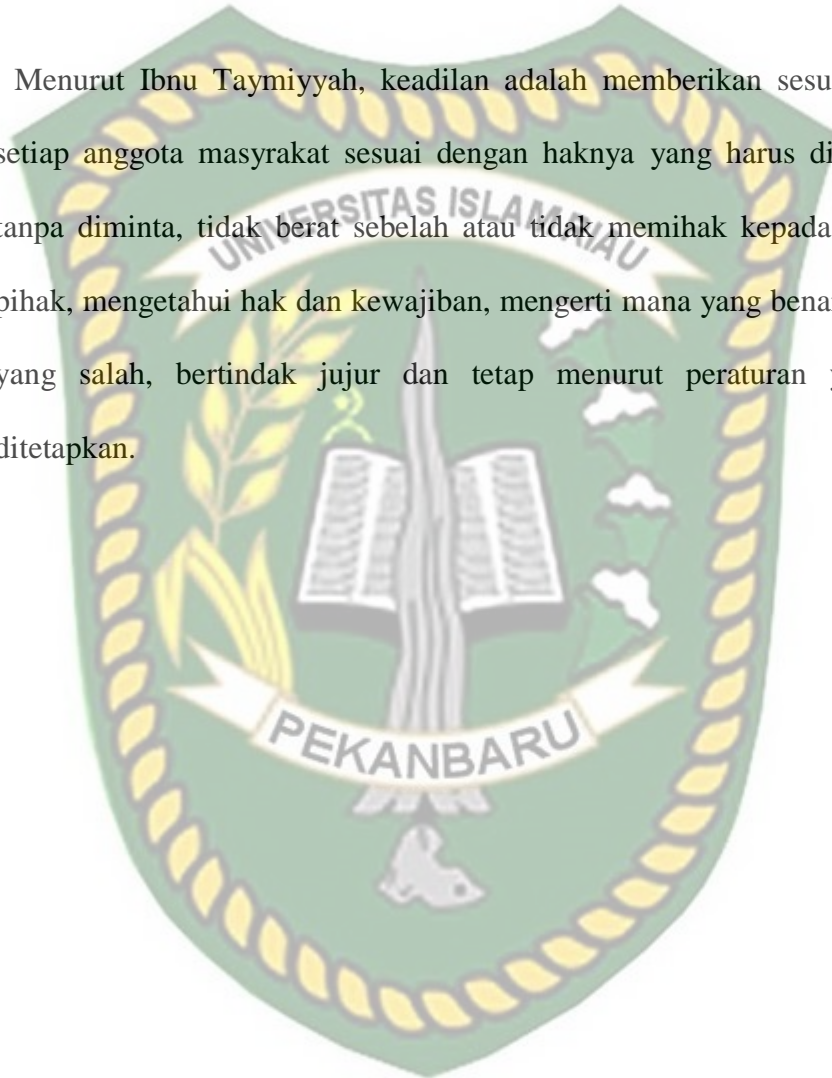 Menurut Ibnu Taymiyyah, keadilan adalah memberikan sesu
setiap anggota masyrakat sesuai dengan haknya yang harus di
tanpa diminta, tidak berat sebelah atau tidak memihak kepada
pihak, mengetahui hak dan kewajiban, mengerti mana yang benar
yang salah, bertindak jujur dan tetap menurut peraturan y
ditetapkan.
UNIVERSITAS ISLAM RIAU
PEKANBARU